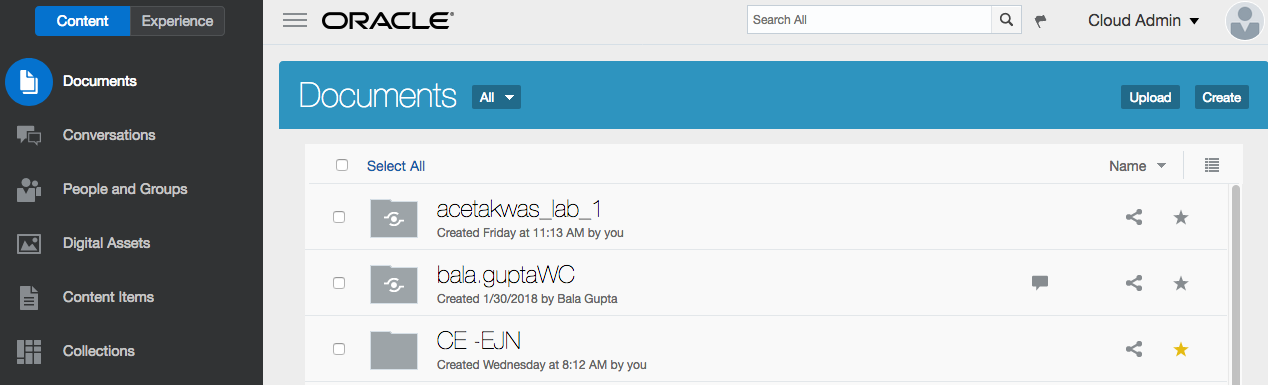 Content Experience
ORACLE
Search All
Cloud Admin
Documents
Conversations
People and Groups
Digital Assets
Content Items
Collections
Documents All
Upload Create
Select All
Name
acetakwas_lab_1
Created Friday at 11:13 AM by you
bala.guptaWC
Created 1/30/2018 by Bala Gupta
CE -EJN
Created Wednesday at 8:12 AM by you